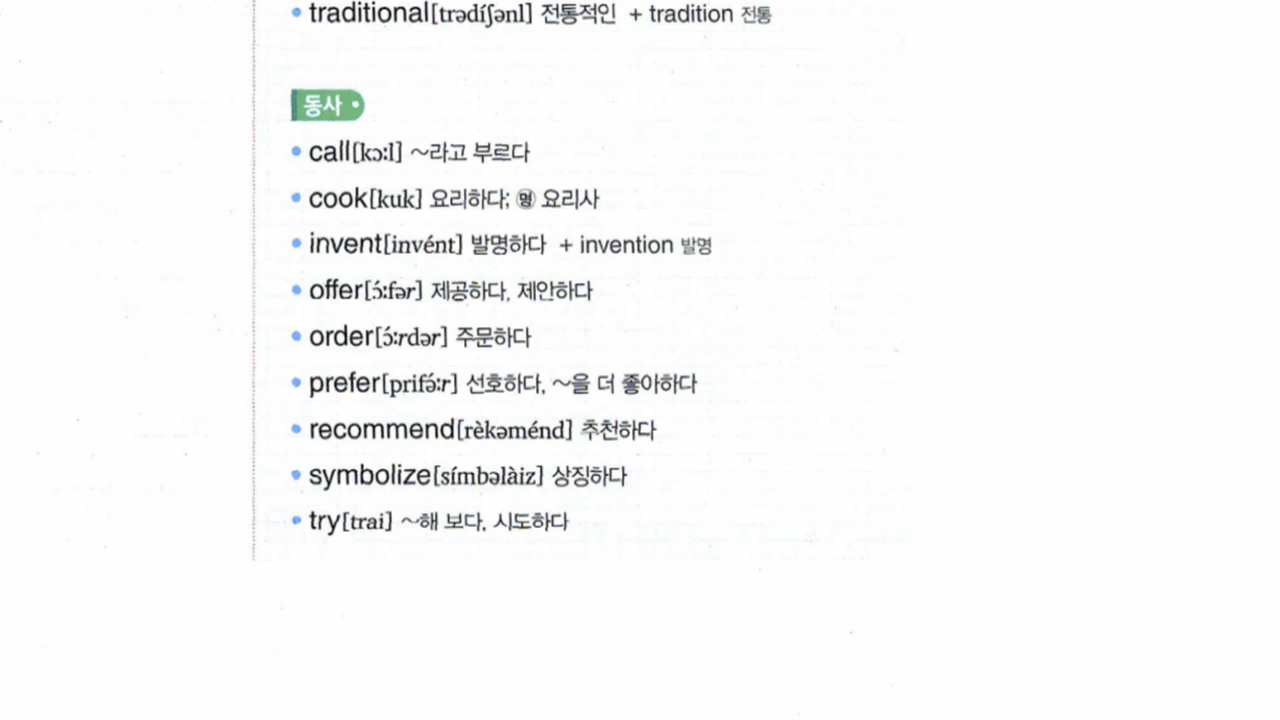 • traditional[trədíʃənl] 전통적인 + tradition 전통
동사 •
• call[kɔːl] ～라고 부르다
• cook[kuk] 요리하다; ㉿ 요리사
• invent[invént] 발명하다 + invention 발명
• offer[ɔ́ːfər] 제공하다, 제안하다
• order[ɔ́ːrdər] 주문하다
• prefer[prifə́ːr] 선호하다, ～을 더 좋아하다
• recommend[rèkəménd] 추천하다
• symbolize[símbəlàiz] 상징하다
• try[trai] ～해 보다, 시도하다